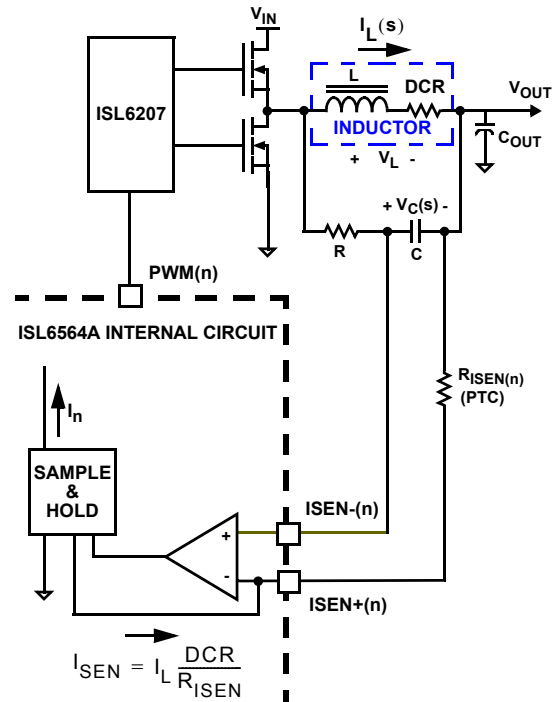 V_IN
I_L(s)
ISL6207
L
DCR
V_OUT
INDUCTOR
C_OUT
+ V_L -
+ V_C(s) -
R
C
PWM(n)
ISL6564A INTERNAL CIRCUIT
R_ISEN(n)
(PTC)
I_n
SAMPLE
&
HOLD
ISEN-(n)
+
-
ISEN+(n)
I_SEN = I_L DCR / R_ISEN